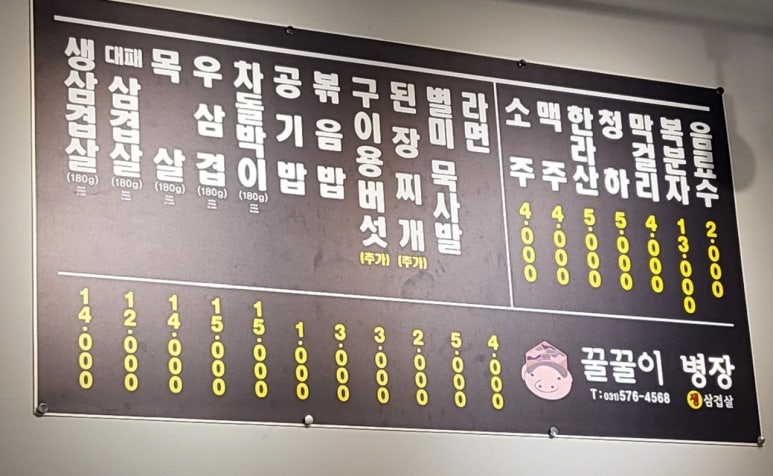 생삼겹살 (180g)
대패삼겹살 (180g)
목살 (180g)
우삼겹 (180g)
차돌박이 (180g)
공기밥
볶음밥
구이용버섯 (추가)
된장찌개 (추가)
별미묵사발
라면
14.000
12.000
14.000
15.000
15.000
1.000
3.000
3.000
2.000
5.000
4.000
소주 4.000
맥주 4.000
한라산 5.000
청하 5.000
막걸리 4.000
복분자 13.000
음료수 2.000
꿀꿀이 병장
T:031)576-4568
생 삼겹살